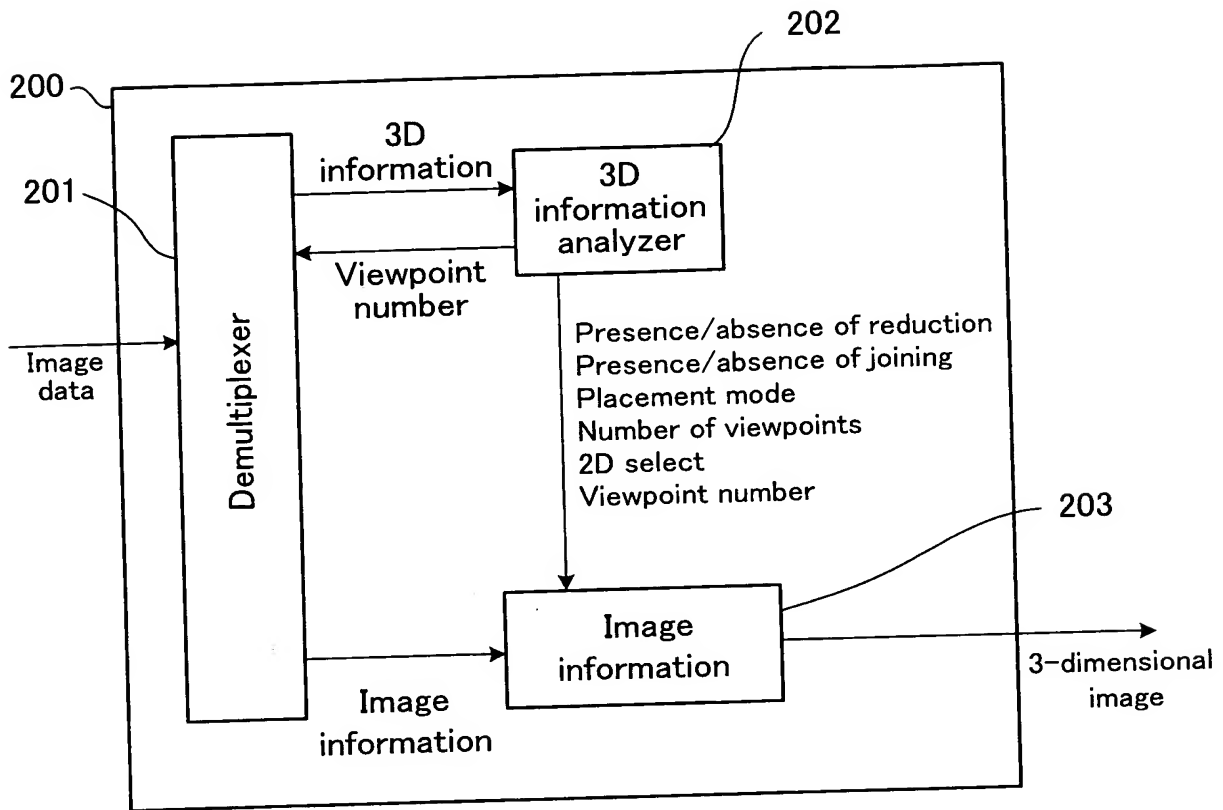 202
200
3D
information
201
3D
information
analyzer
Viewpoint
number
Image
data
Demultiplexer
Presence/absence of reduction
Presence/absence of joining
Placement mode
Number of viewpoints
2D select
Viewpoint number
203
Image
information
Image
information
3-dimensional
image